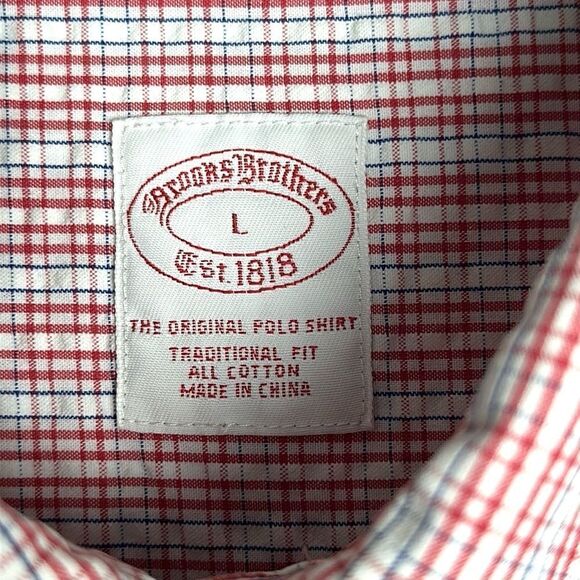 Brooks Brothers
L
Est. 1818
THE ORIGINAL POLO SHIRT
TRADITIONAL FIT
ALL COTTON
MADE IN CHINA